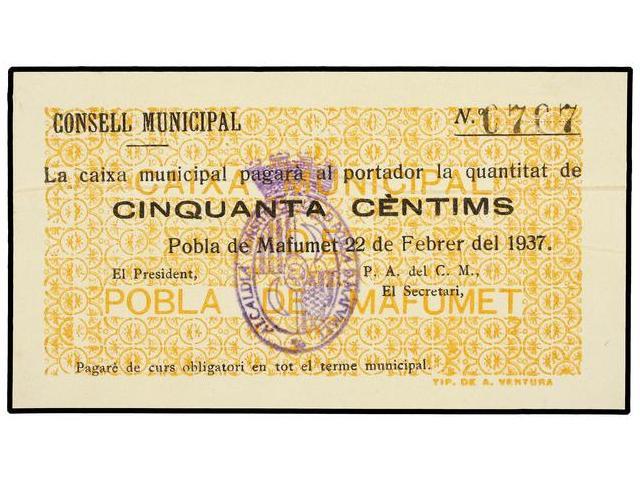 CONSELL MUNICIPAL
N.º 0767
La caixa municipal pagarà al portador la quantitat de
CAIXA MUNICIPAL
CINQUANTA CÈNTIMS
Pobla de Mafumet 22 de Febrer del 1937.
El President,
P. A. del C. M.,
El Secretari,
POBLA DE MAFUMET
ALCALDIA
Pagaré de curs obligatori en tot el terme municipal.
TIP. DE A. VENTURA